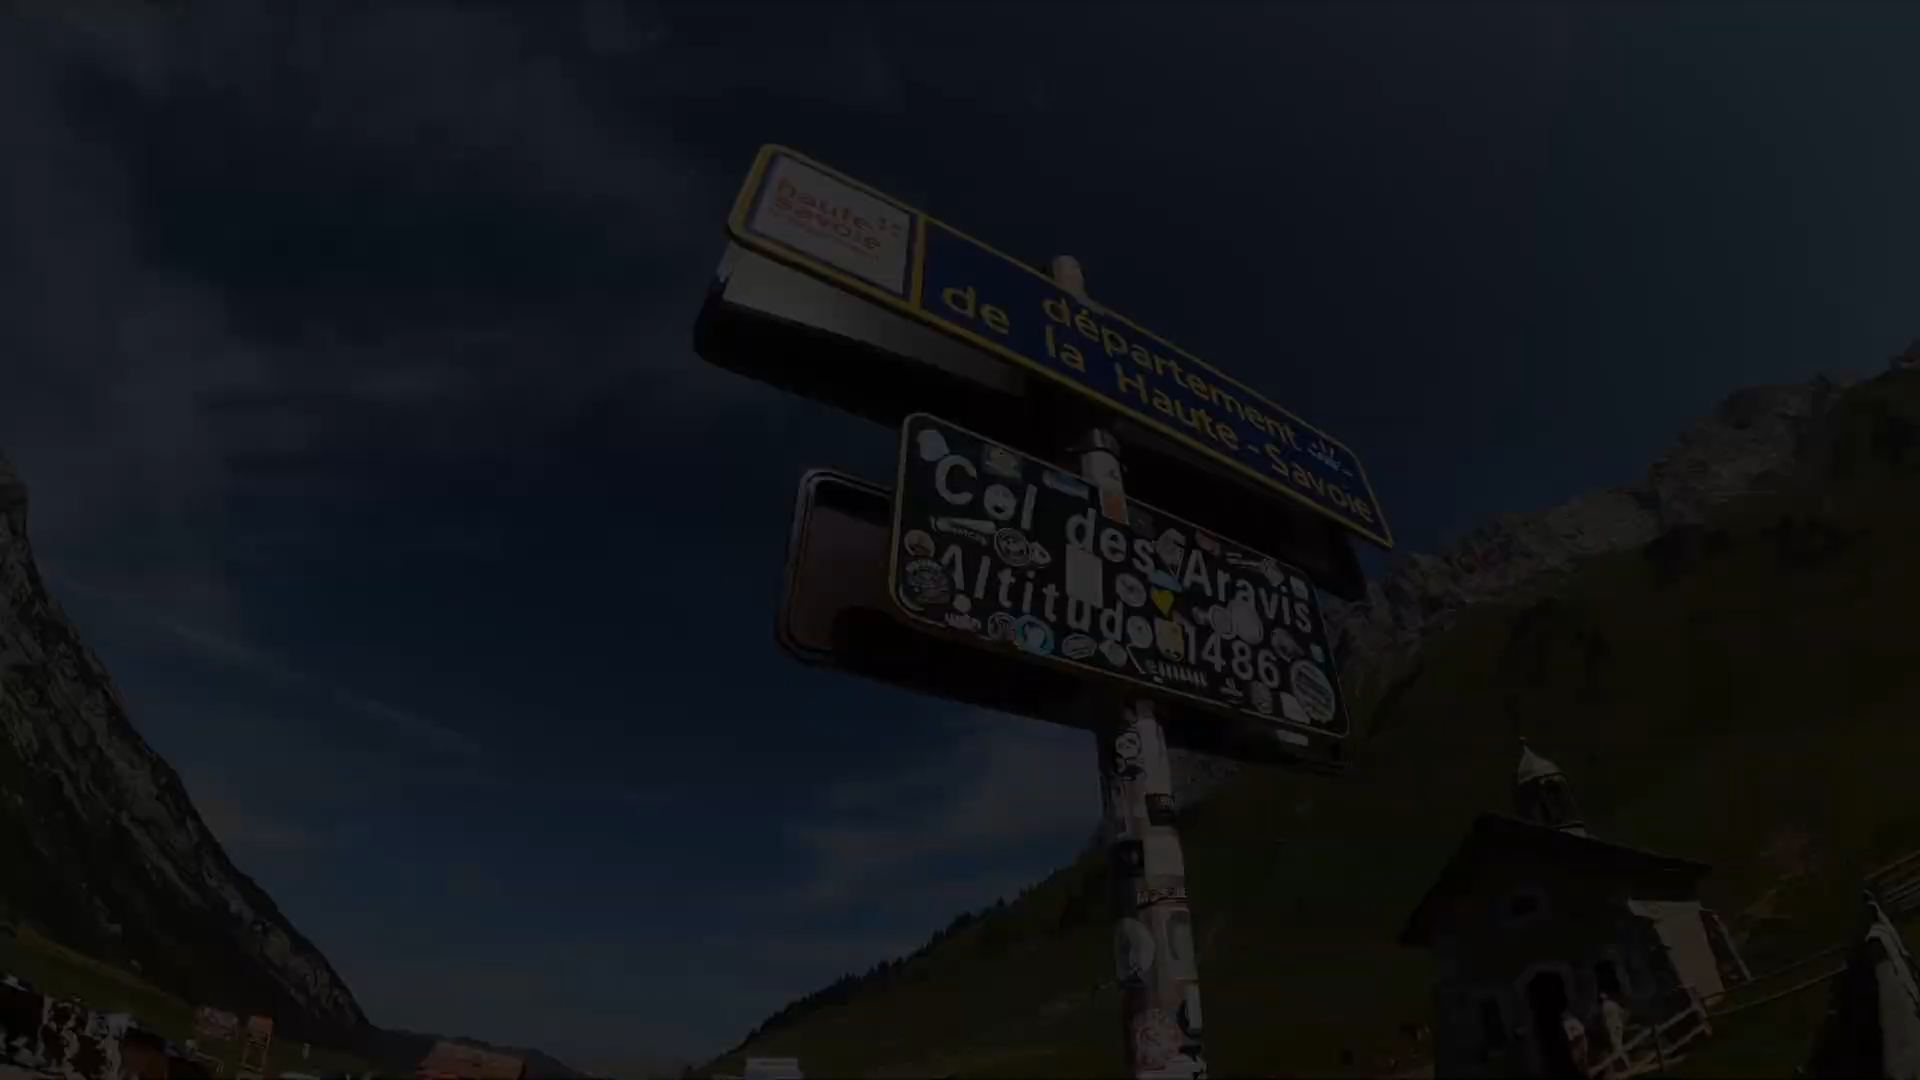 haute
savoie
département
de la Haute-Savoie
Col des Aravis
Altitude 1486